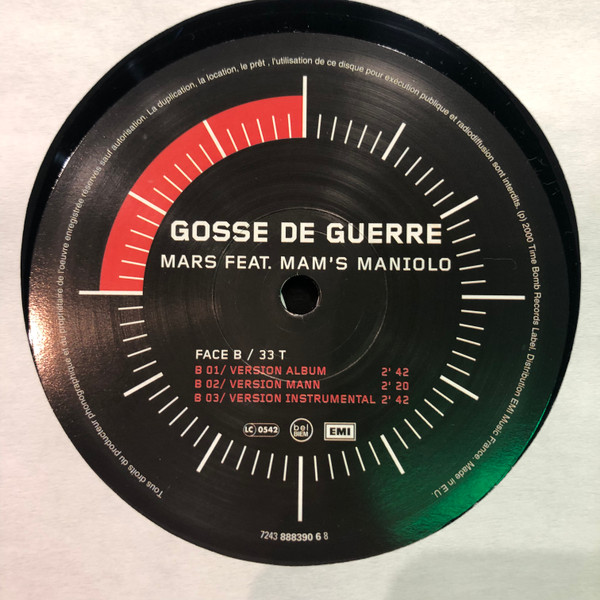 Tous droits du producteur phonographique et du propriétaire de l'oeuvre enregistrée réservés sauf autorisation. La duplication, la location, le prêt , l'utilisation de ce disque pour exécution publique et radiodiffusion sont interdits. (p) 2000 Time Bomb Records Label. Distribution EMI Music France. Made in E.U.
GOSSE DE GUERRE
MARS FEAT. MAM'S MANIOLO
FACE B / 33 T
B 01/ VERSION ALBUM 2' 42
B 02/ VERSION MANN 2' 20
B 03/ VERSION INSTRUMENTAL 2' 42
LC 0542
bel
BIEM
EMI
7243 888390 6 8